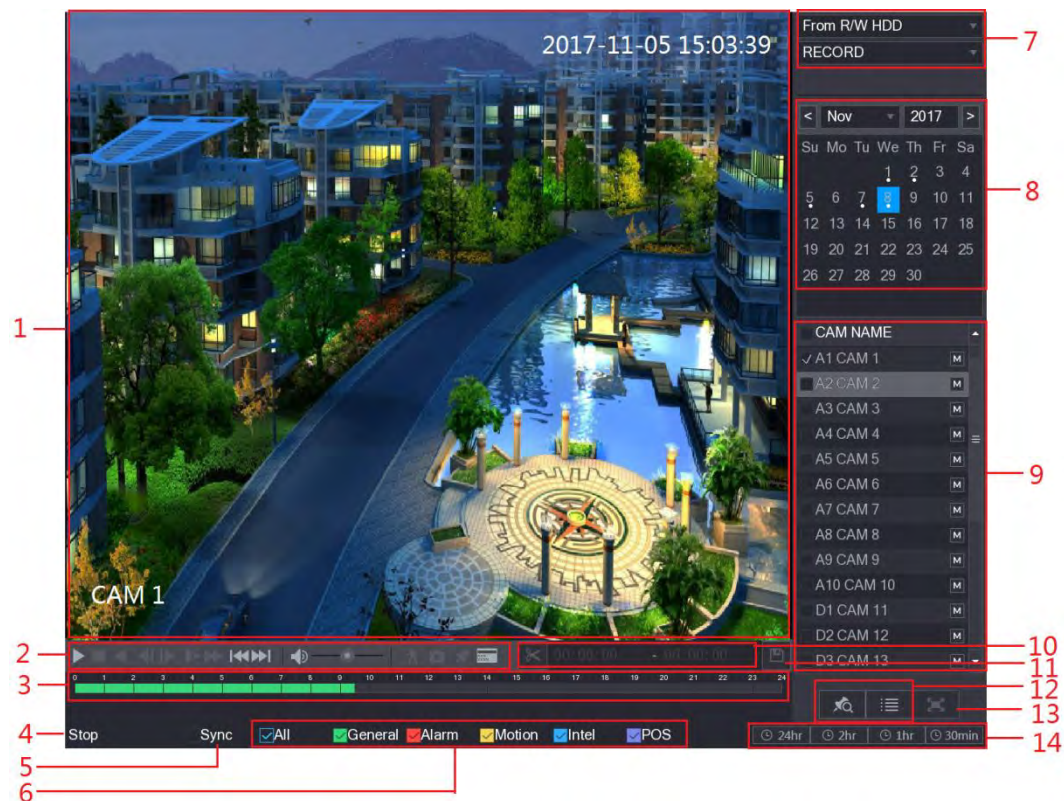 2017-11-05 15:03:39
CAM 1
From R/W HDD
RECORD
7
< Nov 2017 >
Su Mo Tu We Th Fr Sa
1 2 3 4
5 6 7 8 9 10 11
12 13 14 15 16 17 18
19 20 21 22 23 24 25
26 27 28 29 30
8
1
CAM NAME
A1 CAM 1 M
A2 CAM 2 M
A3 CAM 3 M
A4 CAM 4 M
A5 CAM 5 M
A6 CAM 6 M
A7 CAM 7 M
A8 CAM 8 M
A9 CAM 9 M
A10 CAM 10 M
D1 CAM 11 M
D2 CAM 12 M
D3 CAM 13 M
9
2
00:00:00 - 00:00:00
10
11
3
0 1 2 3 4 5 6 7 8 9 10 11 12 13 14 15 16 17 18 19 20 21 22 23 24
12
13
4
Stop Sync All General Alarm Motion Intel POS
24hr 2hr 1hr 30min
14
5
6